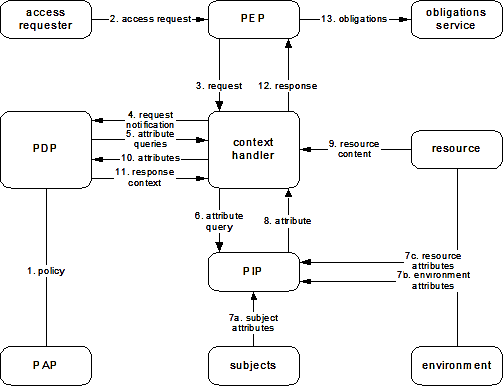 access
requester
2. access request
PEP
13. obligations
obligations
service
3. request
12. response
PDP
4. request
notification
5. attribute
queries
10. attributes
11. response
context
context
handler
9. resource
content
resource
6. attribute
query
8. attribute
1. policy
PIP
7c. resource
attributes
7b. environment
attributes
7a. subject
attributes
PAP
subjects
environment